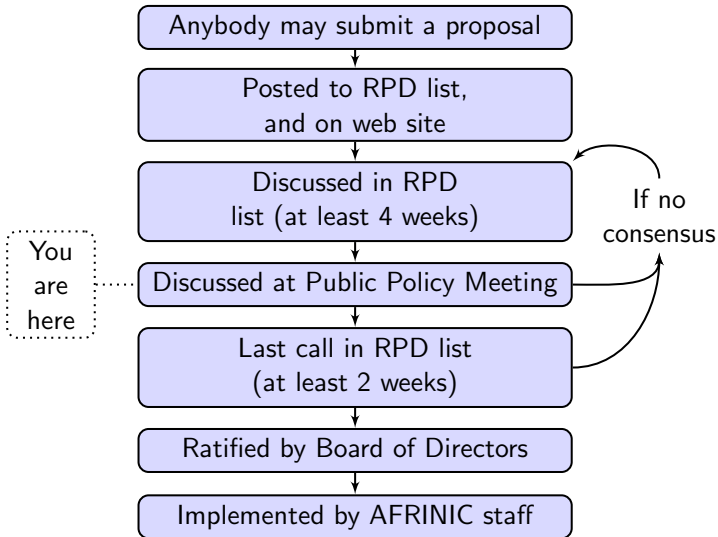 Anybody may submit a proposal
Posted to RPD list,
and on web site
Discussed in RPD
list (at least 4 weeks)
If no
consensus
You
are
here
Discussed at Public Policy Meeting
Last call in RPD list
(at least 2 weeks)
Ratified by Board of Directors
Implemented by AFRINIC staff